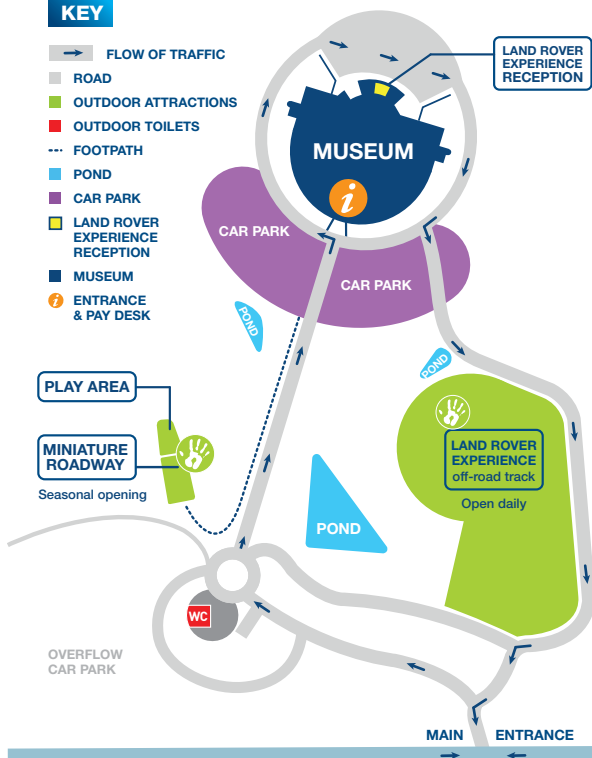 KEY
FLOW OF TRAFFIC
ROAD
OUTDOOR ATTRACTIONS
OUTDOOR TOILETS
FOOTPATH
POND
CAR PARK
LAND ROVER
EXPERIENCE
RECEPTION
MUSEUM
i
ENTRANCE
& PAY DESK
LAND ROVER
EXPERIENCE
RECEPTION
MUSEUM
i
CAR PARK
CAR PARK
POND
POND
PLAY AREA
MINIATURE
ROADWAY
Seasonal opening
LAND ROVER
EXPERIENCE
off-road track
Open daily
POND
WC
OVERFLOW
CAR PARK
MAIN ENTRANCE